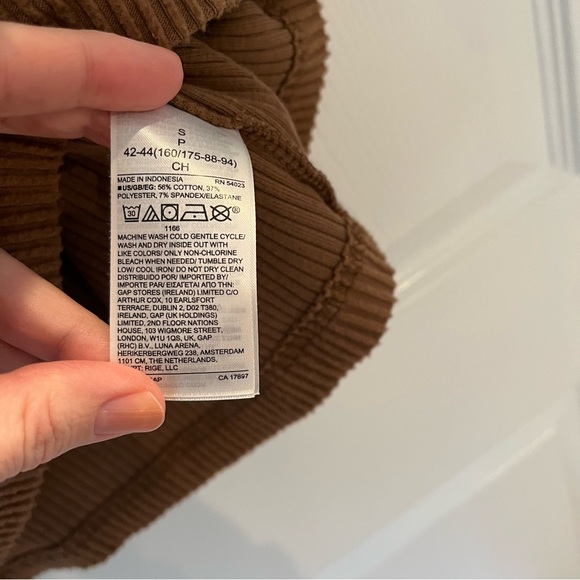 S
P
42-44(160/175-88-94)
CH
MADE IN INDONESIA RN 54023
■US/GB/EG: 56% COTTON, 37%
POLYESTER, 7% SPANDEX/ELASTANE
30
1166
MACHINE WASH COLD GENTLE CYCLE/
WASH AND DRY INSIDE OUT WITH
LIKE COLORS/ ONLY NON-CHLORINE
BLEACH WHEN NEEDED/ TUMBLE DRY
LOW/ COOL IRON/ DO NOT DRY CLEAN
DISTRIBUIDO POR/ IMPORTED BY/
IMPORTE PAR/ ΕΙΣΑΓΕΤΑΙ ΑΠΟ ΤΗΝ:
GAP STORES (IRELAND) LIMITED C/O
ARTHUR COX, 10 EARLSFORT
TERRACE, DUBLIN 2, D02 T380,
IRELAND, GAP (UK HOLDINGS)
LIMITED, 2ND FLOOR NATIONS
HOUSE, 103 WIGMORE STREET,
LONDON, W1U 1QS, UK, GAP
(RHC) B.V., LUNA ARENA,
HERIKERBERGWEG 238, AMSTERDAM
1101 CM, THE NETHERLANDS,
RIGE, LLC
CA 17897